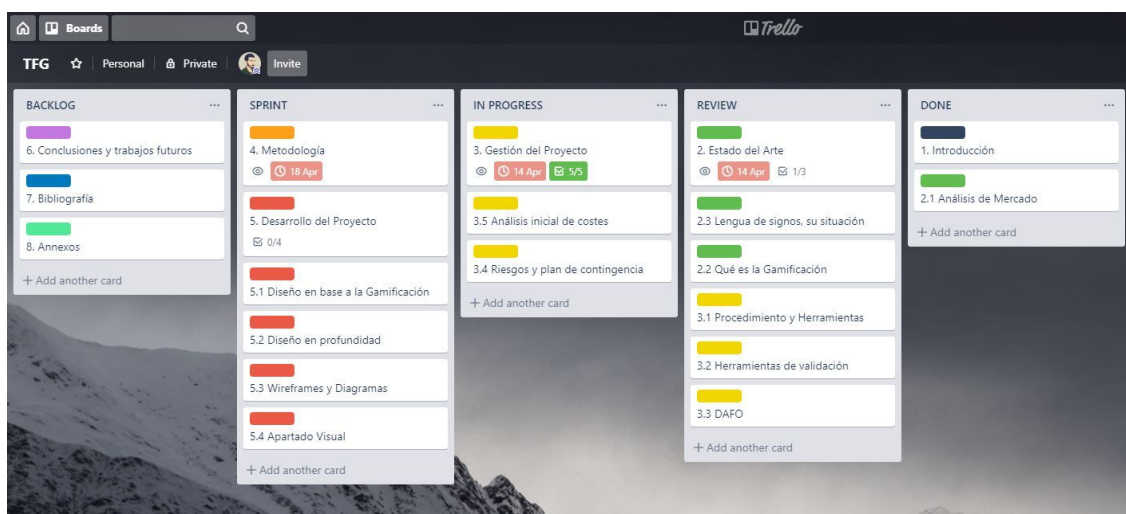 Boards
Trello
TFG
Personal
Private
Invite
BACKLOG
6. Conclusiones y trabajos futuros
7. Bibliografía
8. Annexos
+ Add another card
SPRINT
4. Metodología
18 Apr
5. Desarrollo del Proyecto
0/4
5.1 Diseño en base a la Gamificación
5.2 Diseño en profundidad
5.3 Wireframes y Diagramas
5.4 Apartado Visual
+ Add another card
IN PROGRESS
3. Gestión del Proyecto
14 Apr 5/5
3.5 Análisis inicial de costes
3.4 Riesgos y plan de contingencia
+ Add another card
REVIEW
2. Estado del Arte
14 Apr 1/3
2.3 Lengua de signos, su situación
2.2 Qué es la Gamificación
3.1 Procedimiento y Herramientas
3.2 Herramientas de validación
3.3 DAFO
+ Add another card
DONE
1. Introducción
2.1 Análisis de Mercado
+ Add another card